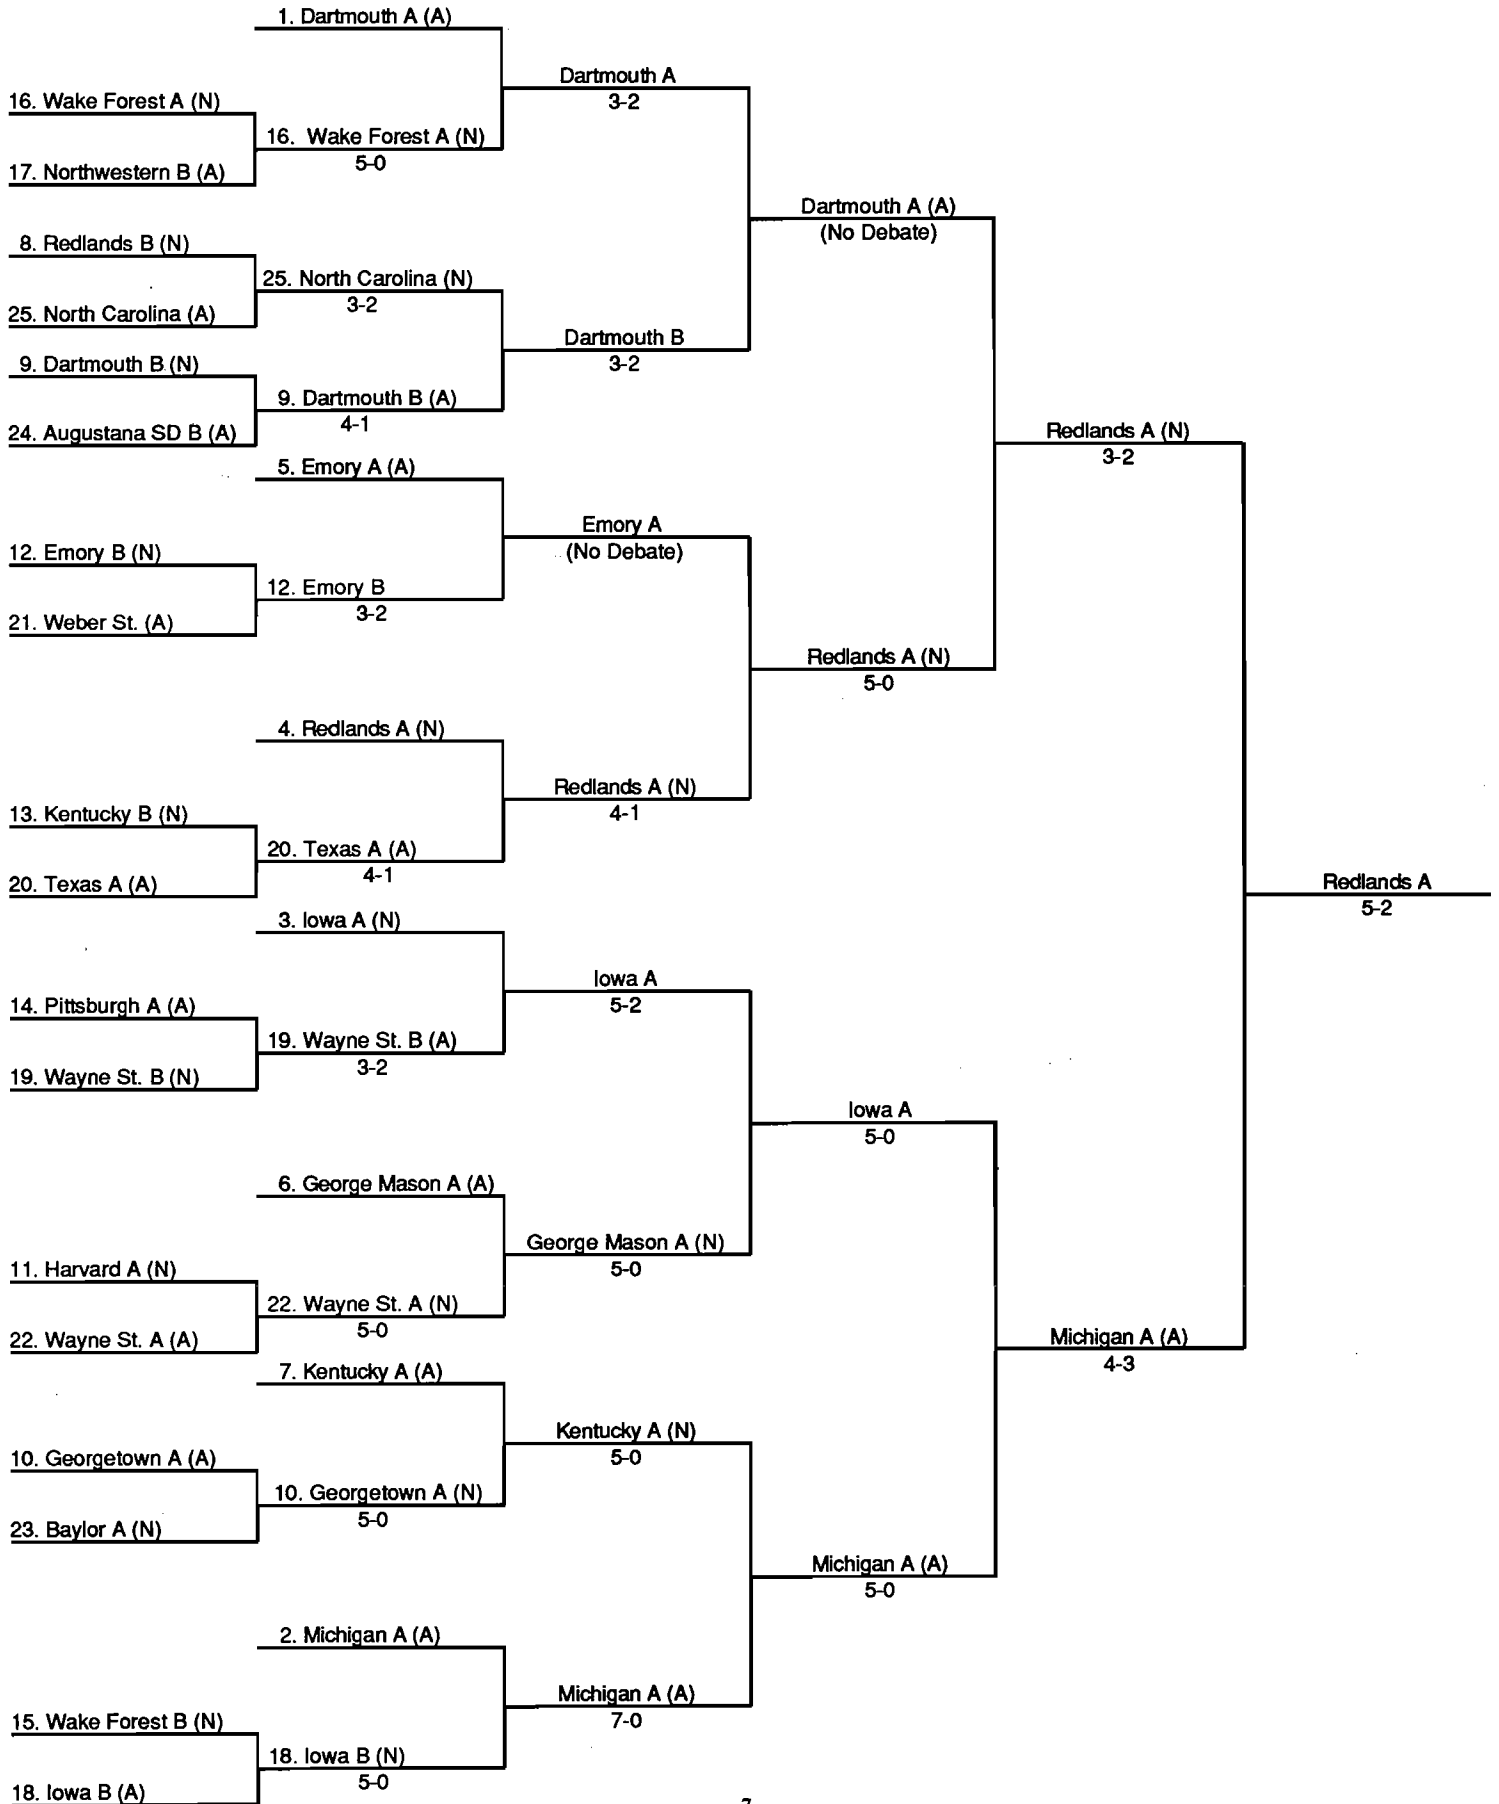 1. Dartmouth A (A)
Dartmouth A
3-2
16. Wake Forest A (N)
16. Wake Forest A (N)
5-0
17. Northwestern B (A)
Dartmouth A (A)
(No Debate)
8. Redlands B (N)
25. North Carolina (N)
3-2
25. North Carolina (A)
Dartmouth B
3-2
9. Dartmouth B (N)
9. Dartmouth B (A)
4-1
24. Augustana SD B (A)
Redlands A (N)
3-2
5. Emory A (A)
Emory A
(No Debate)
12. Emory B (N)
12. Emory B
3-2
21. Weber St. (A)
Redlands A (N)
5-0
4. Redlands A (N)
Redlands A (N)
4-1
13. Kentucky B (N)
20. Texas A (A)
4-1
20. Texas A (A)
Redlands A
5-2
3. Iowa A (N)
Iowa A
5-2
14. Pittsburgh A (A)
19. Wayne St. B (A)
3-2
19. Wayne St. B (N)
Iowa A
5-0
6. George Mason A (A)
George Mason A (N)
5-0
11. Harvard A (N)
22. Wayne St. A (N)
5-0
22. Wayne St. A (A)
Michigan A (A)
4-3
7. Kentucky A (A)
Kentucky A (N)
5-0
10. Georgetown A (A)
10. Georgetown A (N)
5-0
23. Baylor A (N)
Michigan A (A)
5-0
2. Michigan A (A)
Michigan A (A)
7-0
15. Wake Forest B (N)
18. Iowa B (N)
5-0
18. Iowa B (A)